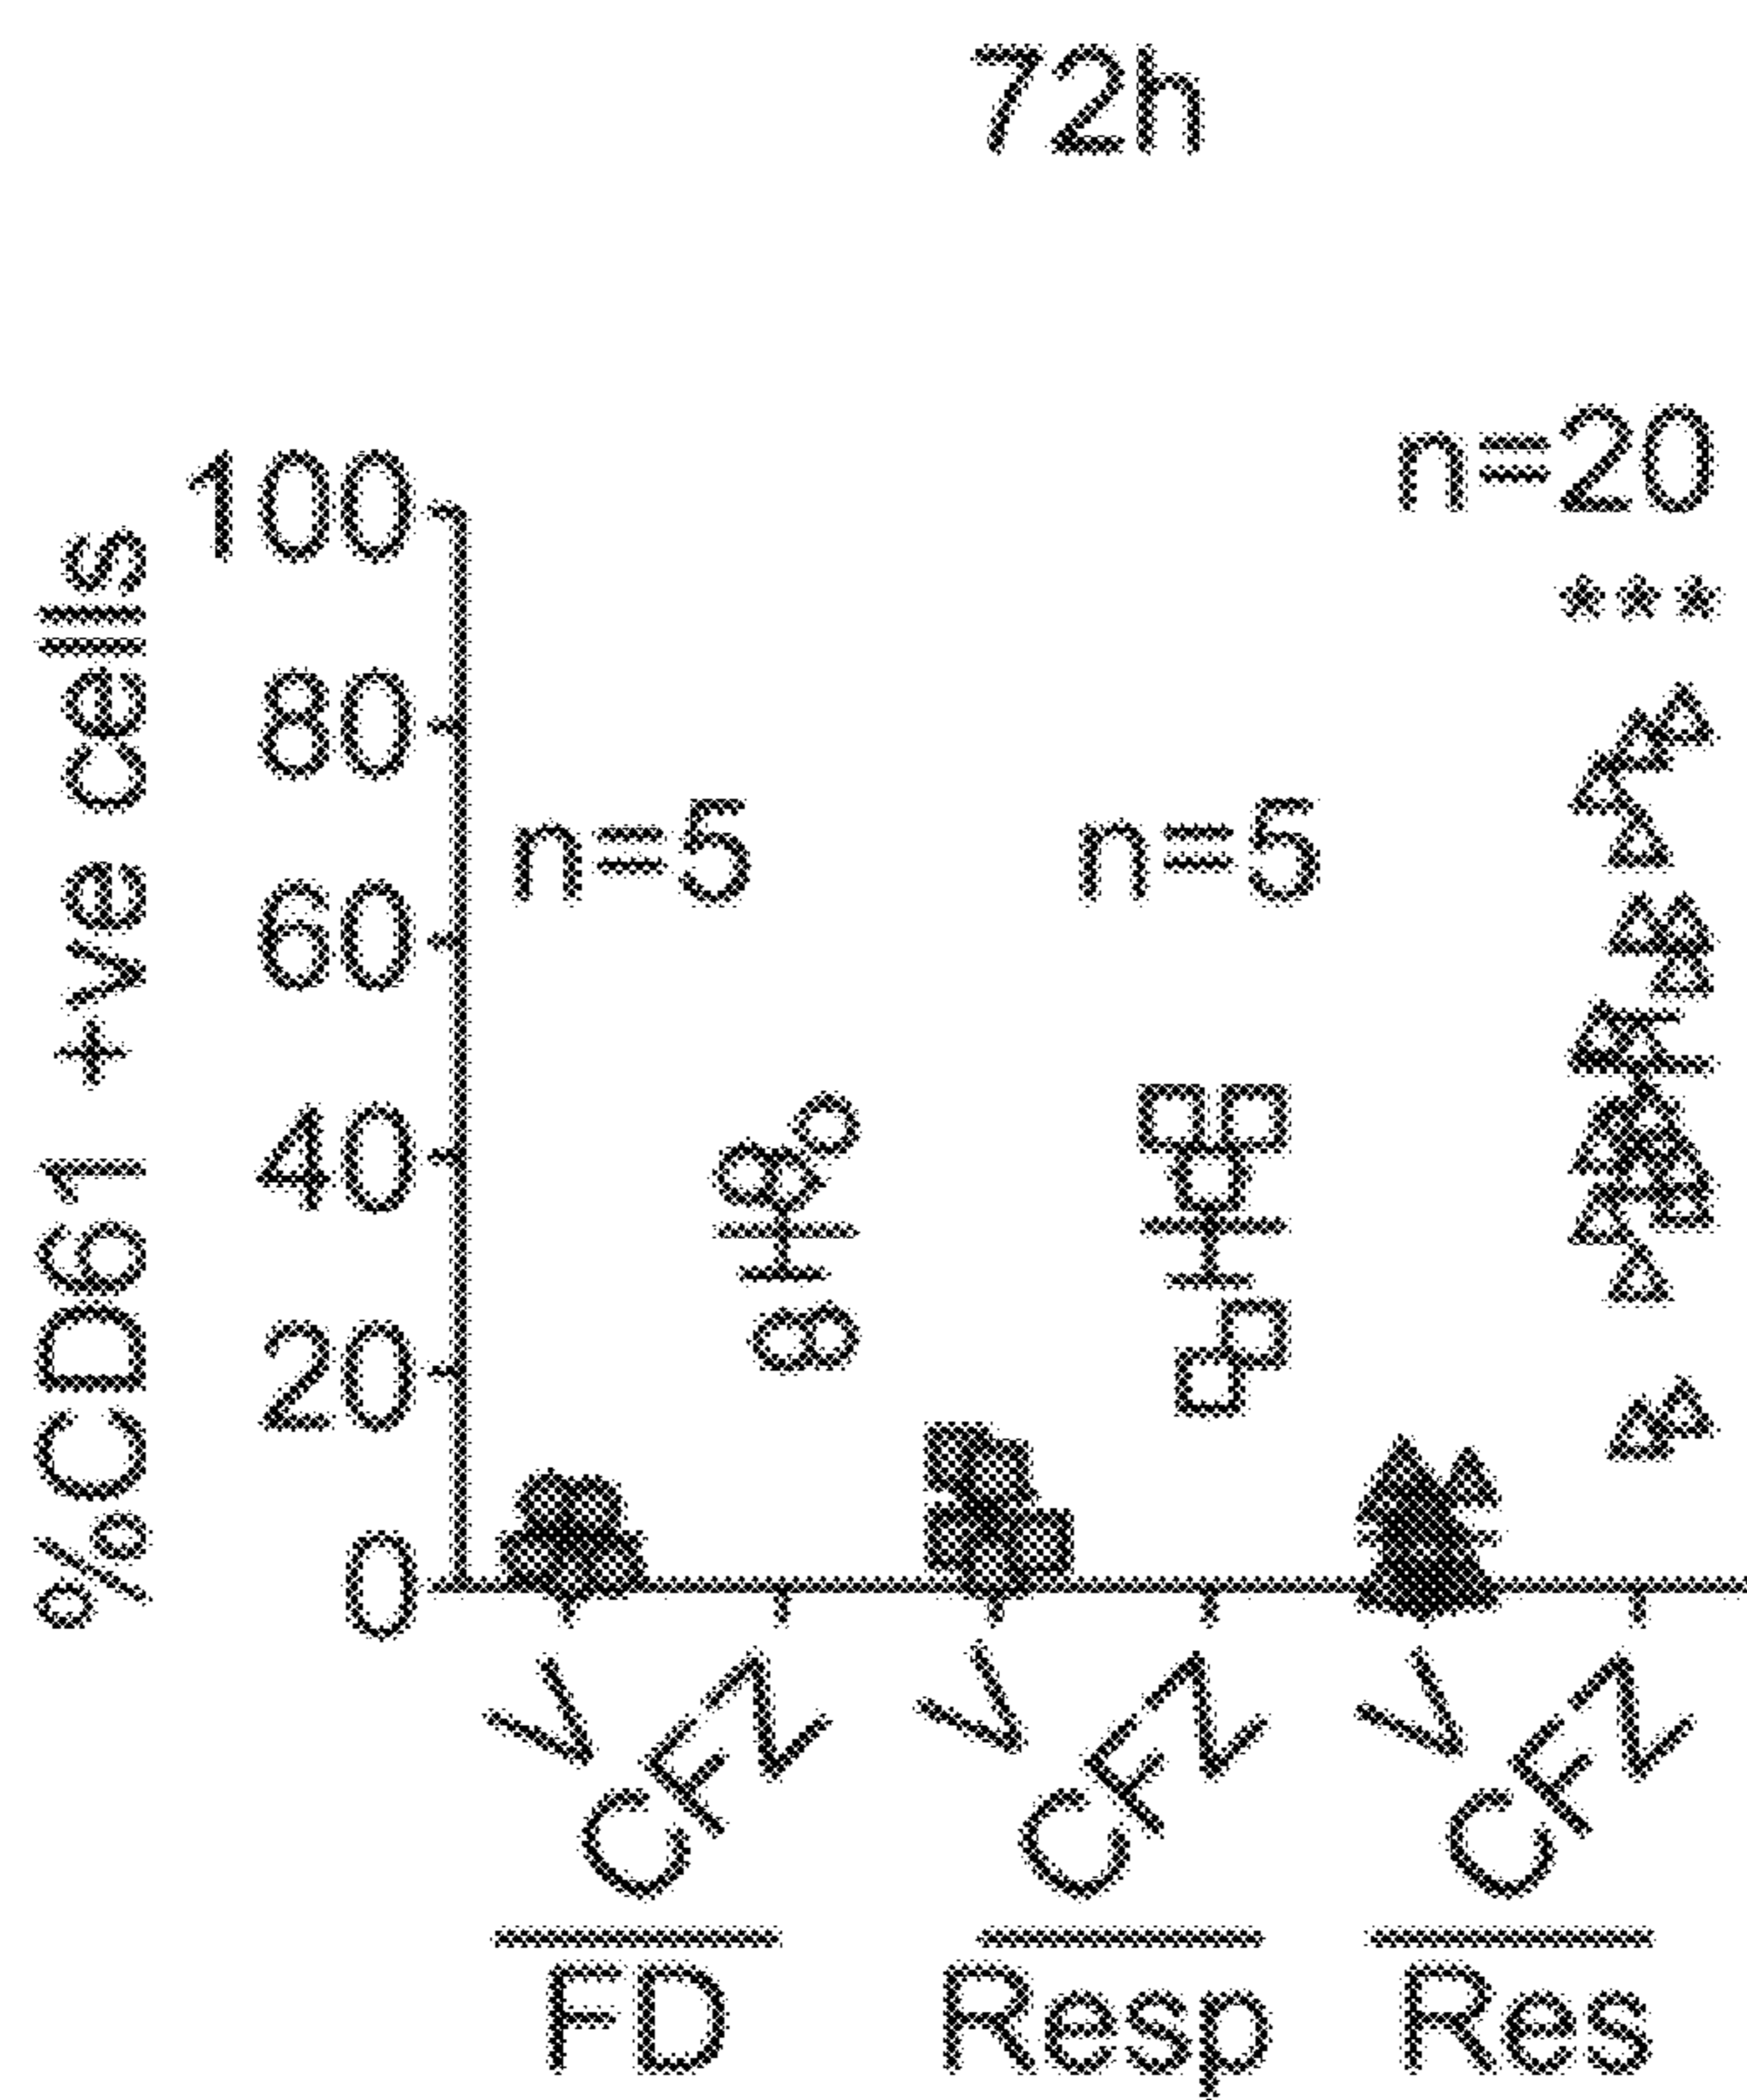 72h
n=20
***
100
80
60
40
20
0
%CD61 +ve cells
n=5
n=5
V
CFZ
V
CFZ
V
CFZ
FD
Resp
Res